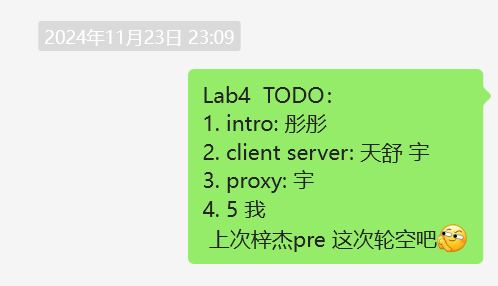 2024年11月23日 23:09
Lab4  TODO：
1. intro: 彤彤
2. client server: 天舒 宇
3. proxy: 宇
4. 5 我
上次梓杰pre 这次轮空吧